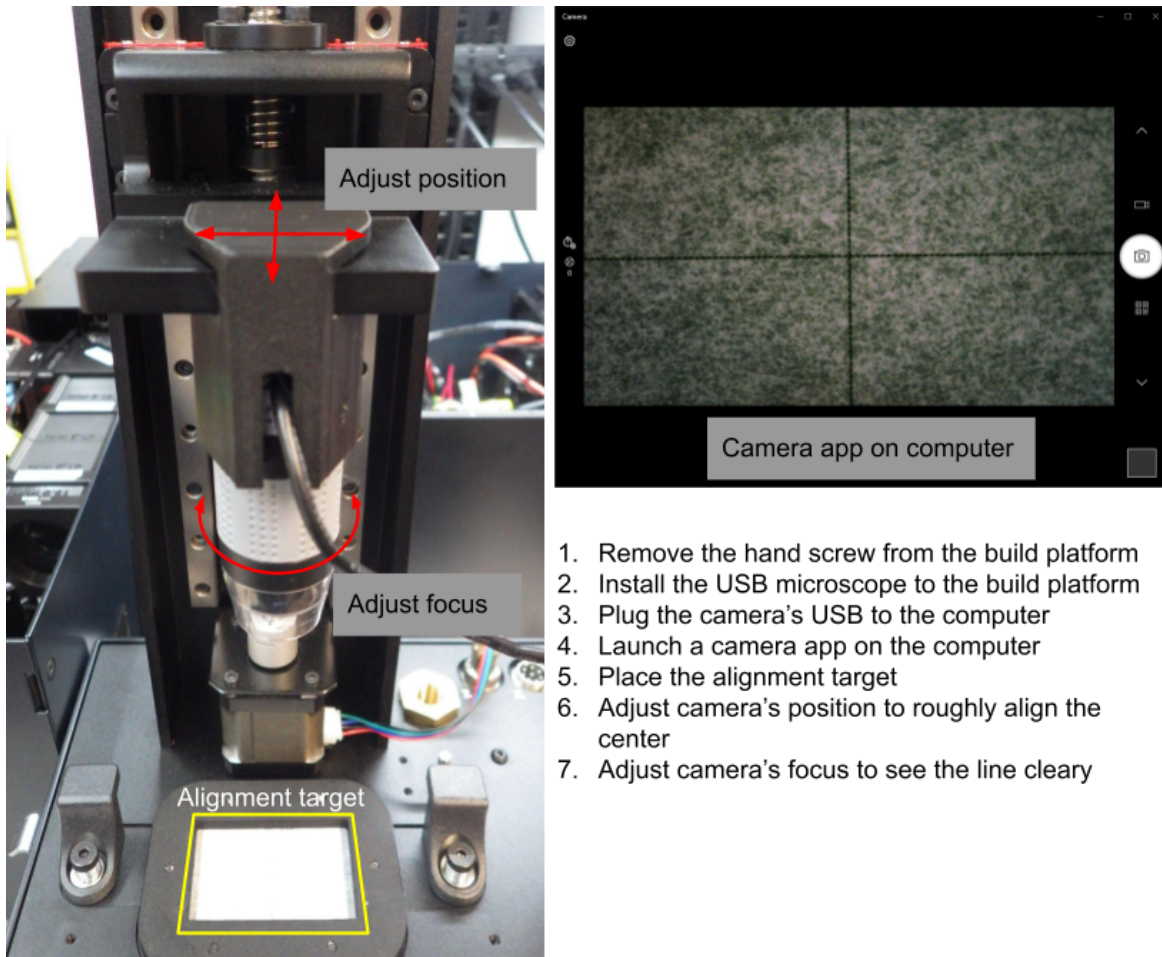 Camera
Adjust position
Camera app on computer
Adjust focus
Alignment target
1. Remove the hand screw from the build platform
2. Install the USB microscope to the build platform
3. Plug the camera's USB to the computer
4. Launch a camera app on the computer
5. Place the alignment target
6. Adjust camera's position to roughly align the
center
7. Adjust camera's focus to see the line cleary